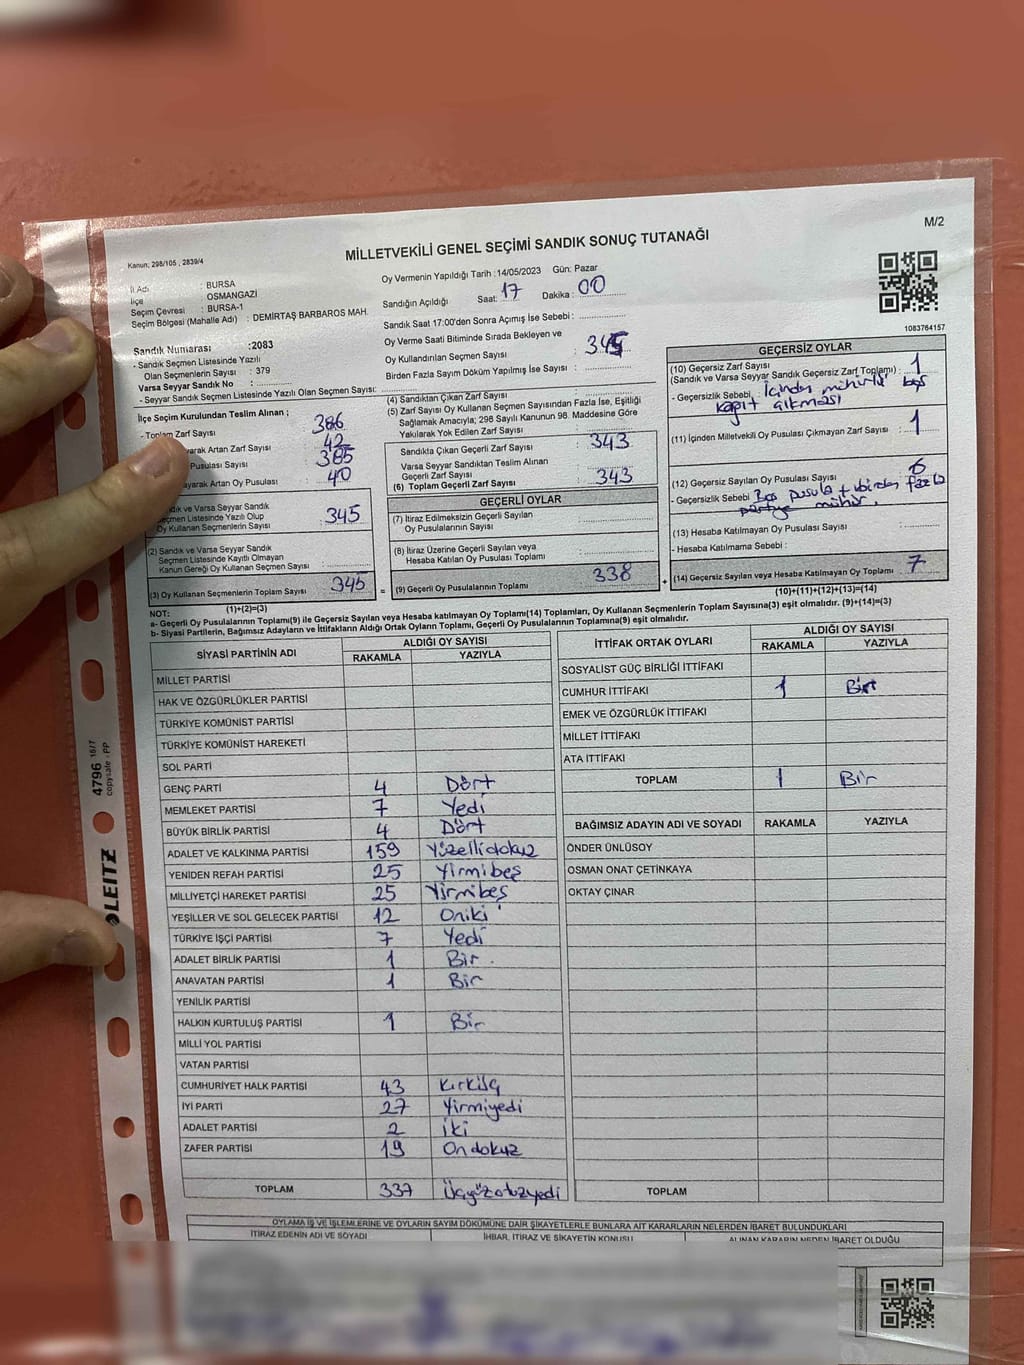 M/2
MİLLETVEKİLİ GENEL SEÇİMİ SANDIK SONUÇ TUTANAĞI
Kanun; 298/105 , 2839/4
İl Adı : BURSA
İlçe OSMANGAZİ
Seçim Çevresi : BURSA-1
Seçim Bölgesi (Mahalle Adı) : DEMİRTAŞ BARBAROS MAH.
Oy Vermenin Yapıldığı Tarih :14/05/2023 Gün: Pazar
Sandığın Açıldığı Saat: 17 Dakika : 00
Sandık Saat 17:00'den Sonra Açımış İse Sebebi :
1083764157
Sandık Numarası :2083
- Sandık Seçmen Listesinde Yazılı
Olan Seçmenlerin Sayısı : 379
Varsa Seyyar Sandık No :
- Seyyar Sandık Seçmen Listesinde Yazılı Olan Seçmen Sayısı:
Oy Verme Saati Bitiminde Sırada Bekleyen ve
Oy Kullandırılan Seçmen Sayısı : 345
Birden Fazla Sayım Döküm Yapılmış İse Sayısı :
İlçe Seçim Kurulundan Teslim Alınan ;
- Toplam Zarf Sayısı 386
Artan Zarf Sayısı 42
Pusulası Sayısı 385
Artan Oy Pusulası : 40
ve Varsa Seyyar Sandık
Seçmen Listesinde Yazılı Olup
Oy Kullanan Seçmenlerin Sayısı : 345
(2) Sandık ve Varsa Seyyar Sandık
Seçmen Listesinde Kayıtlı Olmayan
Kanun Gereği Oy Kullanan Seçmen Sayısı :
(3) Oy Kullanan Seçmenlerin Toplam Sayısı : 345
(1)+(2)=(3)
(4) Sandıktan Çıkan Zarf Sayısı :
(5) Zarf Sayısı Oy Kullanan Seçmen Sayısından Fazla İse, Eşitliği
Sağlamak Amacıyla; 298 Sayılı Kanunun 98. Maddesine Göre
Yakılarak Yok Edilen Zarf Sayısı :
Sandıkta Çıkan Geçerli Zarf Sayısı : 343
Varsa Seyyar Sandıktan Teslim Alınan
Geçerli Zarf Sayısı :
(6) Toplam Geçerli Zarf Sayısı : 343
GEÇERLİ OYLAR
(7) İtiraz Edilmeksizin Geçerli Sayılan
Oy Pusulalarının Sayısı :
(8) İtiraz Üzerine Geçerli Sayılan veya
Hesaba Katılan Oy Pusulası Toplamı :
= (9) Geçerli Oy Pusulalarının Toplamı : 338 +
GEÇERSİZ OYLAR
(10) Geçersiz Zarf Sayısı
(Sandık ve Varsa Seyyar Sandık Geçersiz Zarf Toplamı) : 1
- Geçersizlik Sebebi, İçinden mühürlü boş
kağıt çıkması
(11) İçinden Milletvekili Oy Pusulası Çıkmayan Zarf Sayısı : 1
(12) Geçersiz Sayılan Oy Pusulası Sayısı : 6
- Geçersizlik Sebebi Boş pusula + birden fazla
partiye mühür.
(13) Hesaba Katılmayan Oy Pusulası Sayısı :
- Hesaba Katılmama Sebebi :
(14) Geçersiz Sayılan veya Hesaba Katılmayan Oy Toplamı : 7
(10)+(11)+(12)+(13)=(14)
NOT:
a- Geçerli Oy Pusulalarının Toplamı(9) ile Geçersiz Sayılan veya Hesaba katılmayan Oy Toplamı(14) Toplamları, Oy Kullanan Seçmenlerin Toplam Sayısına(3) eşit olmalıdır. (9)+(14)=(3)
b- Siyasi Partilerin, Bağımsız Adayların ve İttifakların Aldığı Ortak Oyların Toplamı, Geçerli Oy Pusulalarının Toplamına(9) eşit olmalıdır.
SİYASİ PARTİNİN ADI ALDIĞI OY SAYISI
RAKAMLA YAZIYLA
MİLLET PARTİSİ
HAK VE ÖZGÜRLÜKLER PARTİSİ
TÜRKİYE KOMÜNİST PARTİSİ
TÜRKİYE KOMÜNİST HAREKETİ
SOL PARTİ
GENÇ PARTİ 4 Dört
MEMLEKET PARTİSİ 7 Yedi
BÜYÜK BİRLİK PARTİSİ 4 Dört
ADALET VE KALKINMA PARTİSİ 159 Yüzellidokuz
YENİDEN REFAH PARTİSİ 25 Yirmibeş
MİLLİYETÇİ HAREKET PARTİSİ 25 Yirmibeş
YEŞİLLER VE SOL GELECEK PARTİSİ 12 Oniki
TÜRKİYE İŞÇİ PARTİSİ 7 Yedi
ADALET BİRLİK PARTİSİ 1 Bir.
ANAVATAN PARTİSİ 1 Bir
YENİLİK PARTİSİ
HALKIN KURTULUŞ PARTİSİ 1 Bir
MİLLİ YOL PARTİSİ
VATAN PARTİSİ
CUMHURİYET HALK PARTİSİ 43 Kırküç
İYİ PARTİ 27 Yirmiyedi
ADALET PARTİSİ 2 İki
ZAFER PARTİSİ 19 Ondokuz
TOPLAM 337 Üçyüzotuzyedi
İTTİFAK ORTAK OYLARI ALDIĞI OY SAYISI
RAKAMLA YAZIYLA
SOSYALİST GÜÇ BİRLİĞİ İTTİFAKI
CUMHUR İTTİFAKI 1 Bir
EMEK VE ÖZGÜRLÜK İTTİFAKI
MİLLET İTTİFAKI
ATA İTTİFAKI
TOPLAM 1 Bir
BAĞIMSIZ ADAYIN ADI VE SOYADI RAKAMLA YAZIYLA
ÖNDER ÜNLÜSOY
OSMAN ONAT ÇETİNKAYA
OKTAY ÇINAR
TOPLAM
OYLAMA İŞ VE İŞLEMLERİNE VE OYLARIN SAYIM DÖKÜMÜNE DAİR ŞİKAYETLERLE BUNLARA AİT KARARLARIN NELERDEN İBARET BULUNDUKLARI
İTİRAZ EDENİN ADI VE SOYADI İHBAR, İTİRAZ VE ŞİKAYETİN KONUSU ALINAN KARARIN NEDEN İBARET OLDUĞU
LEITZ
4796 15/7
copysafe - PP